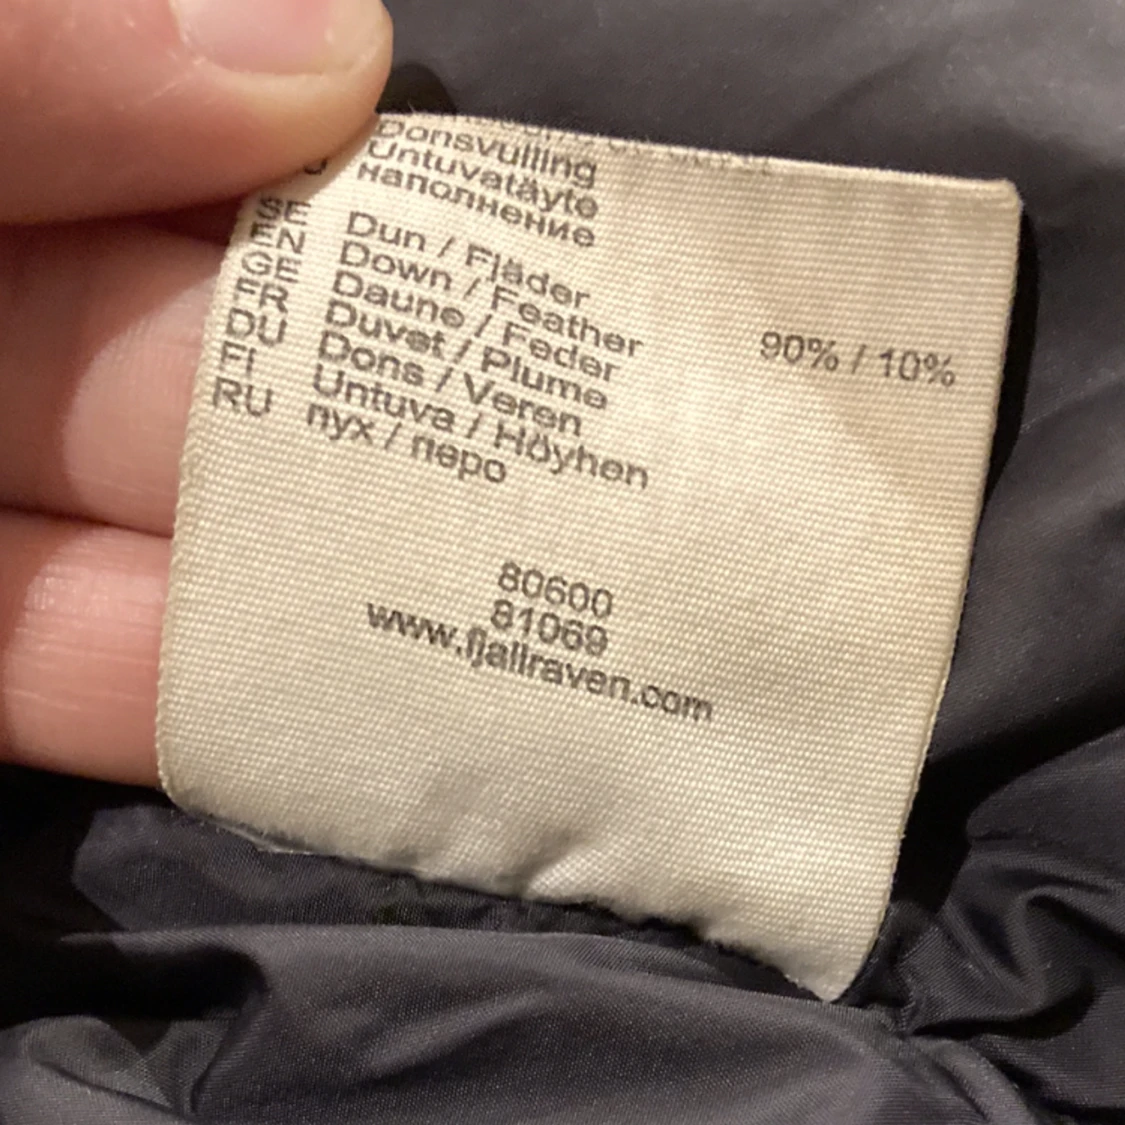 Donsvulling
Untuvatäyte
наполнение
SE Dun / Fjäder
EN Down / Feather 90% / 10%
GE Daune / Feder
FR Duvet / Plume
DU Dons / Veren
FI Untuva / Höyhen
RU пух / перо
80600
81069
www.fjallraven.com